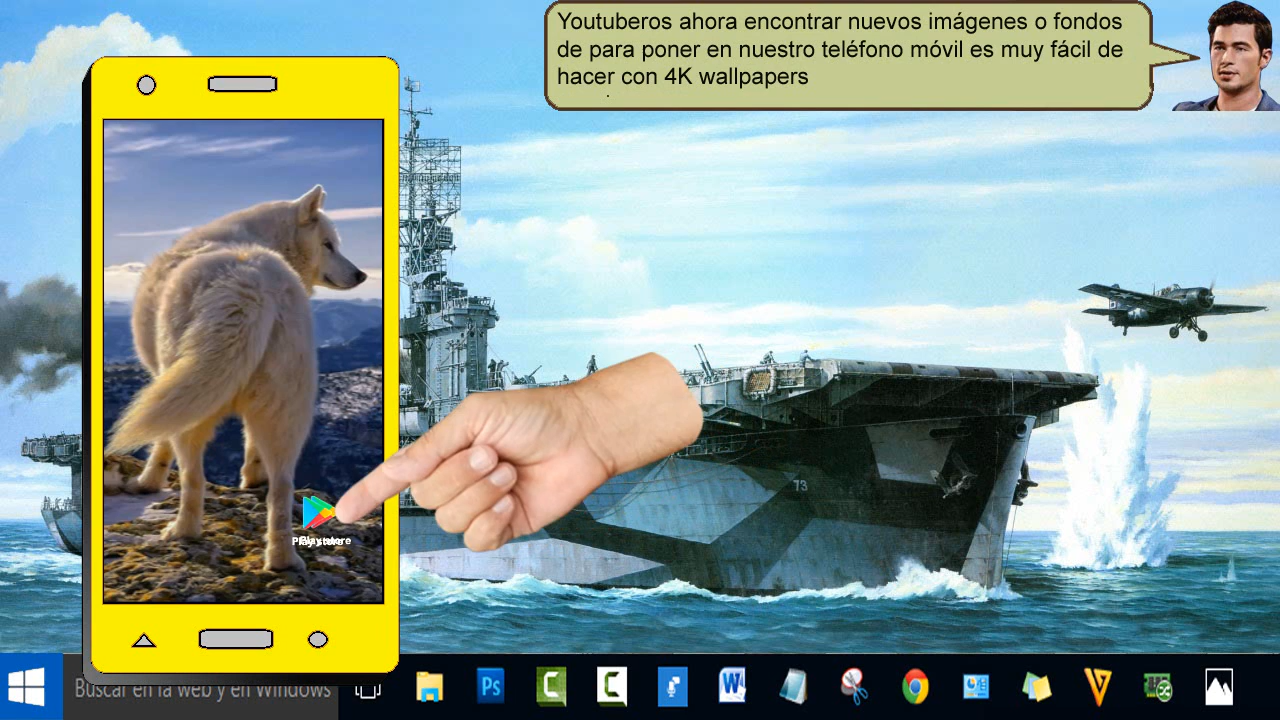 Youtuberos ahora encontrar nuevos imágenes o fondos
de para poner en nuestro teléfono móvil es muy fácil de
hacer con 4K wallpapers
73
Buscar en la web y en Windows
Ps
W